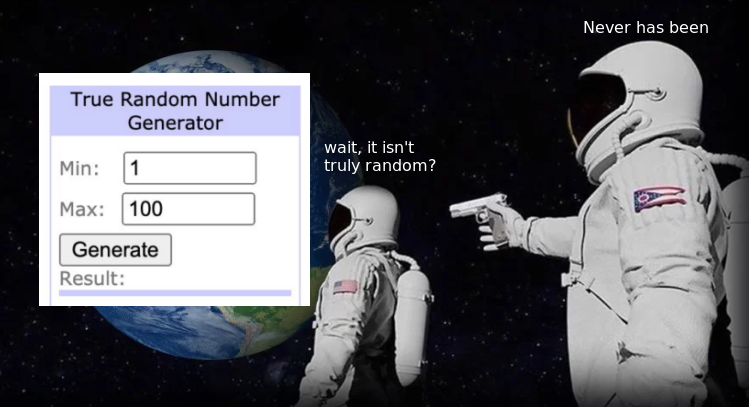 Never has been
True Random Number
Generator
wait, it isn't
truly random?
Min: 1
Max: 100
Generate
Result: